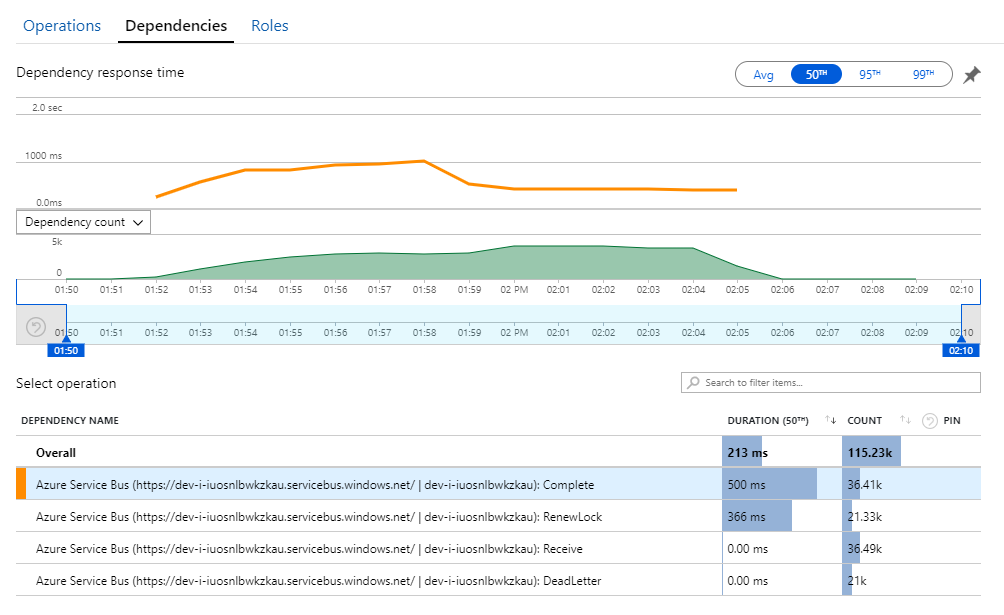 Operations Dependencies Roles
Dependency response time
Avg 50TH 95TH 99TH
2.0 sec
1000 ms
0.0ms
Dependency count
5k
0
01:50 01:51 01:52 01:53 01:54 01:55 01:56 01:57 01:58 01:59 02 PM 02:01 02:02 02:03 02:04 02:05 02:06 02:07 02:08 02:09 02:10
01:50 01:51 01:52 01:53 01:54 01:55 01:56 01:57 01:58 01:59 02 PM 02:01 02:02 02:03 02:04 02:05 02:06 02:07 02:08 02:09 02:10
01:50 02:10
Select operation
Search to filter items...
DEPENDENCY NAME DURATION (50TH) COUNT PIN
Overall 213 ms 115.23k
Azure Service Bus (https://dev-i-iuosnlbwkzkau.servicebus.windows.net/ | dev-i-iuosnlbwkzkau): Complete 500 ms 36.41k
Azure Service Bus (https://dev-i-iuosnlbwkzkau.servicebus.windows.net/ | dev-i-iuosnlbwkzkau): RenewLock 366 ms 21.33k
Azure Service Bus (https://dev-i-iuosnlbwkzkau.servicebus.windows.net/ | dev-i-iuosnlbwkzkau): Receive 0.00 ms 36.49k
Azure Service Bus (https://dev-i-iuosnlbwkzkau.servicebus.windows.net/ | dev-i-iuosnlbwkzkau): DeadLetter 0.00 ms 21k